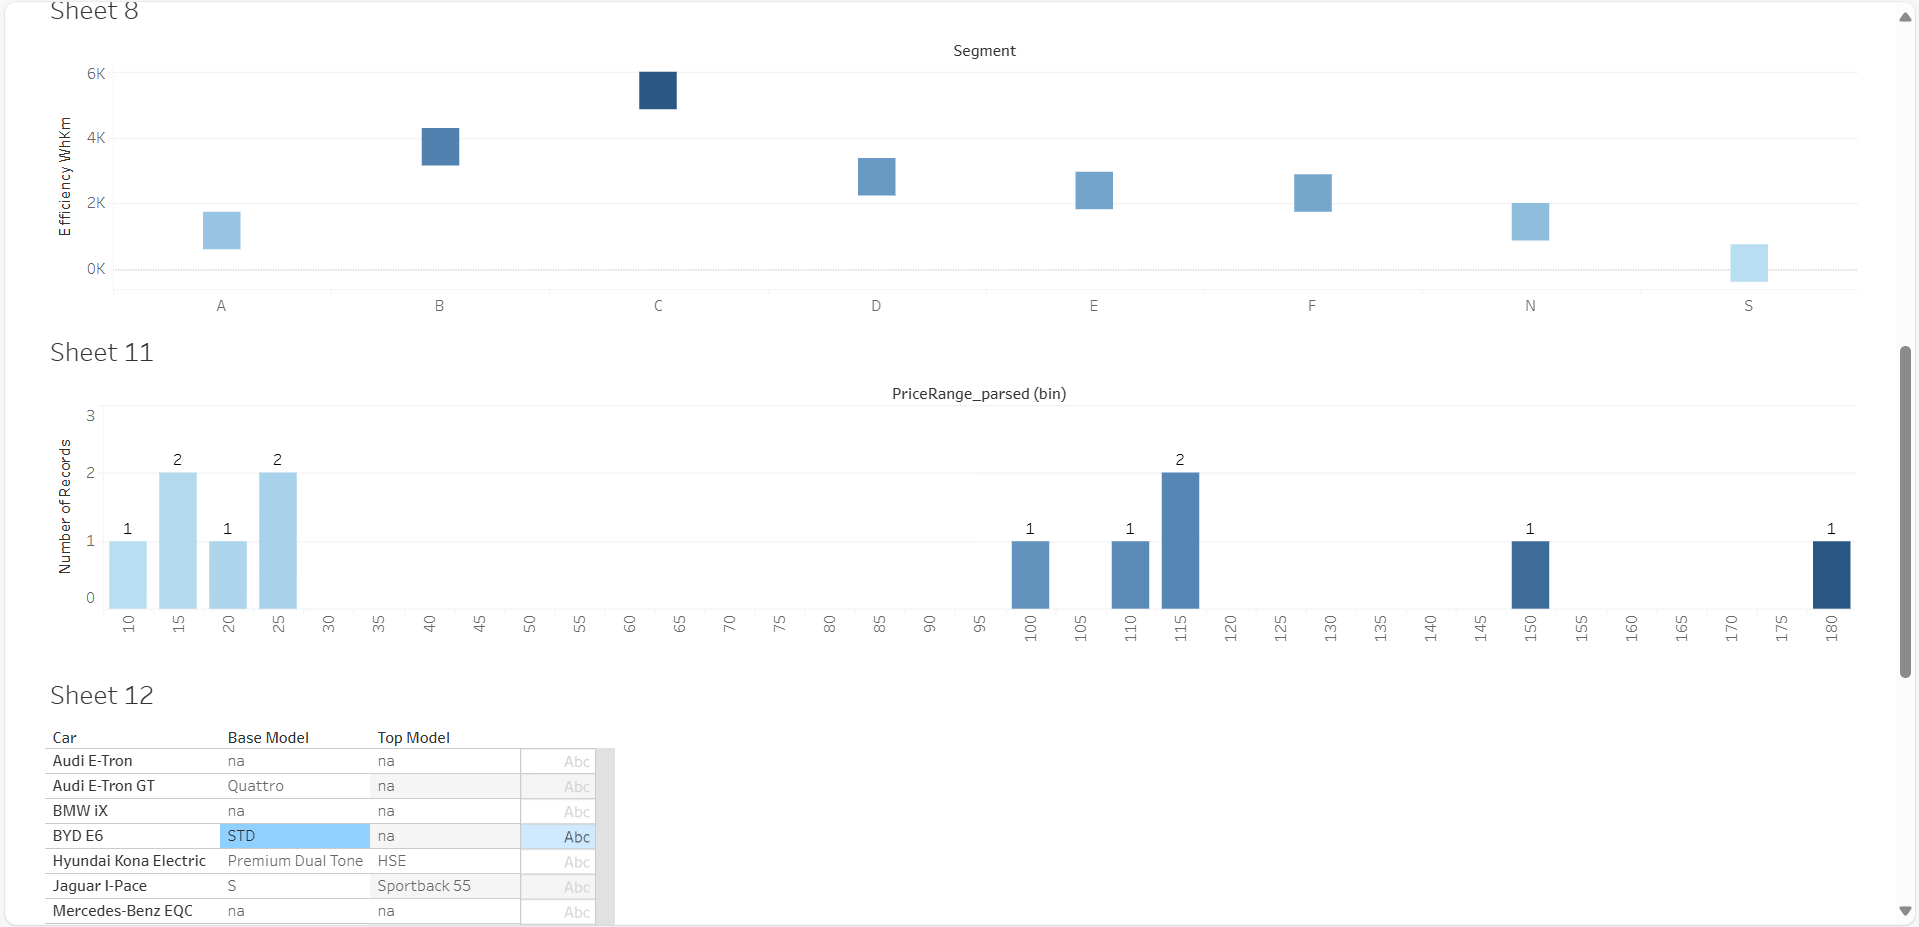 Sheet 8
Segment
6K
4K
2K
0K
Efficiency WhKm
A B C D E F N S
Sheet 11
PriceRange_parsed (bin)
3
2
1
0
Number of Records
1 2 1 2 1 1 2 1 1
10 15 20 25 30 35 40 45 50 55 60 65 70 75 80 85 90 95 100 105 110 115 120 125 130 135 140 145 150 155 160 165 170 175 180
Sheet 12
Car Base Model Top Model
Audi E-Tron na na Abc
Audi E-Tron GT Quattro na Abc
BMW iX na na Abc
BYD E6 STD na Abc
Hyundai Kona Electric Premium Dual Tone HSE Abc
Jaguar I-Pace S Sportback 55 Abc
Mercedes-Benz EQC na na Abc